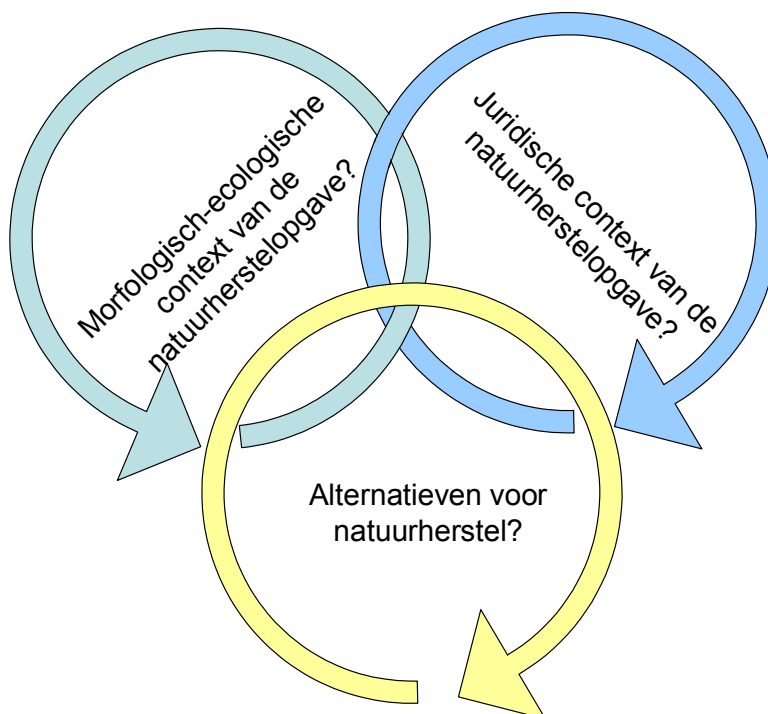 Morfologisch-ecologische
context van de
natuurherstelopgave?
Juridische context van de
natuurherstelopgave?
Alternatieven voor
natuurherstel?